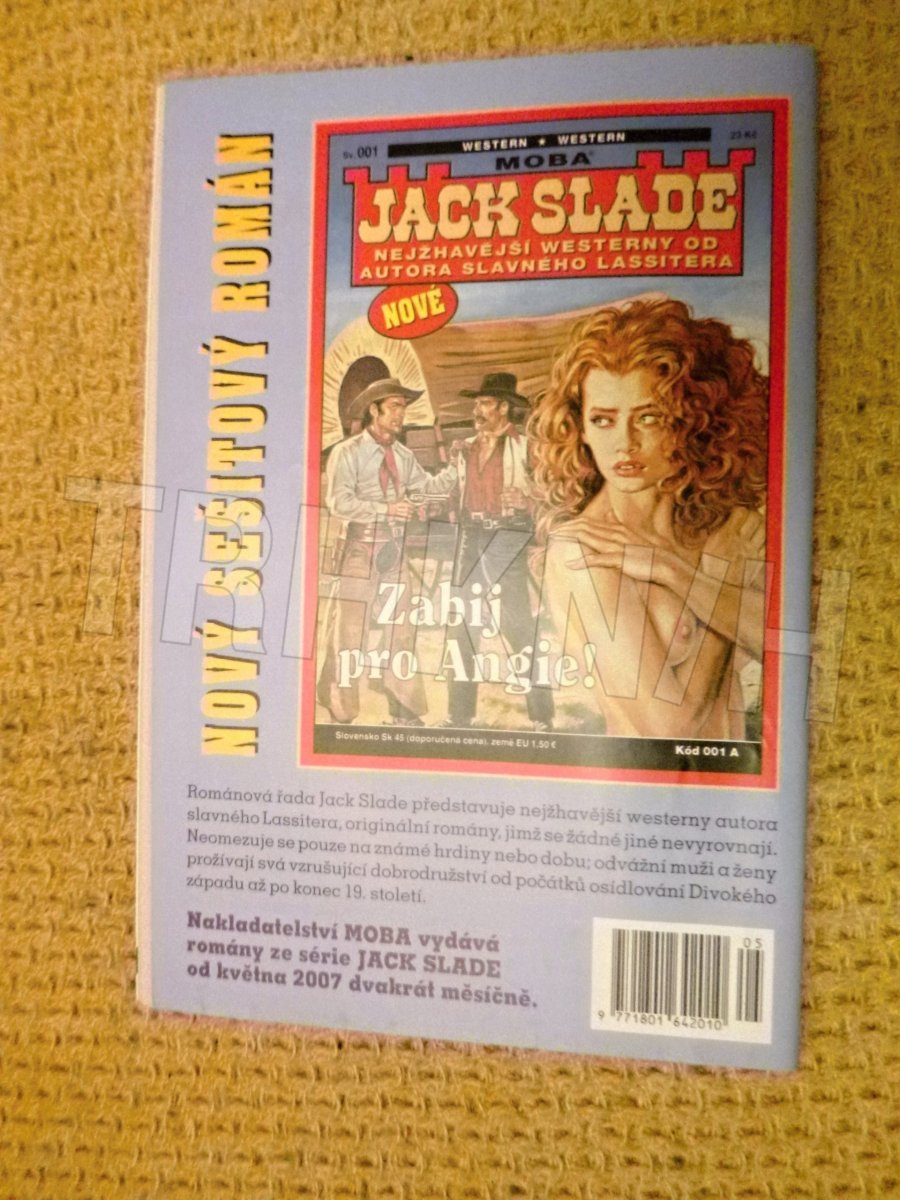 NOVÝ SEŠITOVÝ ROMÁN
Sv. 001
WESTERN ★ WESTERN
23 Kč
MOBA®
JACK SLADE
NEJŽHAVĚJŠÍ WESTERNY OD
AUTORA SLAVNÉHO LASSITERA
NOVÉ
Zabij
pro Angie!
Slovensko Sk 45 (doporučena cena), země EU 1,50 €
Kód 001 A
Románová řada Jack Slade představuje nejžhavější westerny autora
slavného Lassitera, originální romány, jimž se žádné jiné nevyrovnají.
Neomezuje se pouze na známé hrdiny nebo dobu; odvážní muži a ženy
prožívají svá vzrušující dobrodružství od počátků osídlování Divokého
západu až po konec 19. století.
Nakladatelství MOBA vydává
romány ze série JACK SLADE
od května 2007 dvakrát měsíčně.
05
9 771801 642010
TRHKNIH